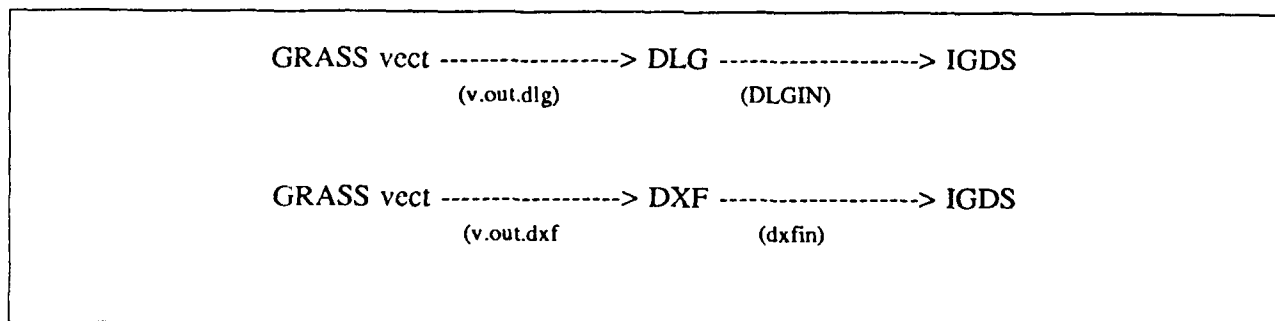 GRASS vect ------------------> DLG --------------------> IGDS
(v.out.dlg) (DLGIN)
GRASS vect ------------------> DXF --------------------> IGDS
(v.out.dxf (dxfin)